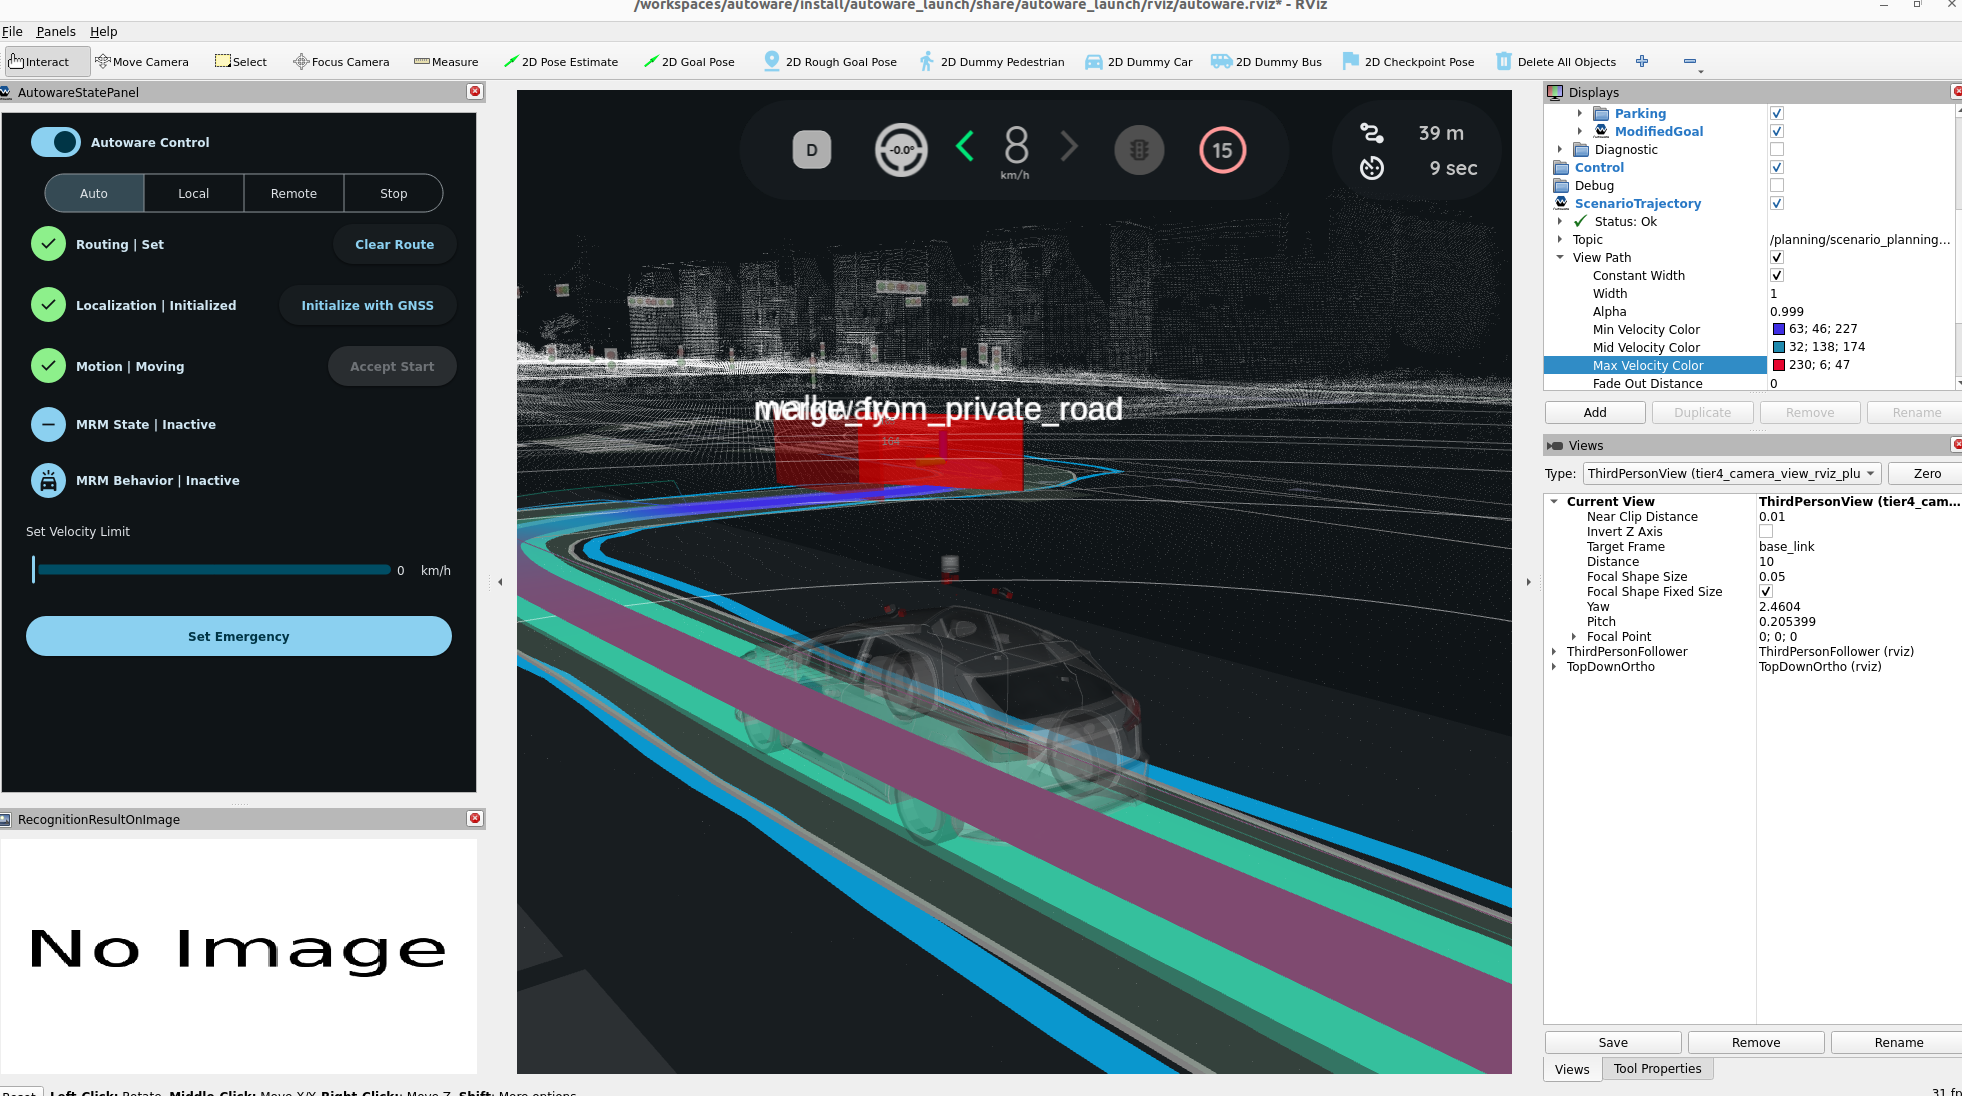 /workspaces/autoware/install/autoware_launch/share/autoware_launch/rviz/autoware.rviz* - RViz
File Panels Help
Interact Move Camera Select Focus Camera Measure 2D Pose Estimate 2D Goal Pose 2D Rough Goal Pose 2D Dummy Pedestrian 2D Dummy Car 2D Dummy Bus 2D Checkpoint Pose Delete All Objects
AutowareStatePanel
Autoware Control
Auto Local Remote Stop
Routing | Set Clear Route
Localization | Initialized Initialize with GNSS
Motion | Moving Accept Start
MRM State | Inactive
MRM Behavior | Inactive
Set Velocity Limit
0 km/h
Set Emergency
RecognitionResultOnImage
No Image
D -0.0° 8 km/h 15
39 m
9 sec
merge_from_private_road
164
Displays
Parking
ModifiedGoal
Diagnostic
Control
Debug
ScenarioTrajectory
Status: Ok
Topic /planning/scenario_planning...
View Path
Constant Width
Width 1
Alpha 0.999
Min Velocity Color 63; 46; 227
Mid Velocity Color 32; 138; 174
Max Velocity Color 230; 6; 47
Fade Out Distance 0
Add Duplicate Remove Rename
Views
Type: ThirdPersonView (tier4_camera_view_rviz_plu Zero
Current View ThirdPersonView (tier4_cam...
Near Clip Distance 0.01
Invert Z Axis
Target Frame base_link
Distance 10
Focal Shape Size 0.05
Focal Shape Fixed Size
Yaw 2.4604
Pitch 0.205399
Focal Point 0; 0; 0
ThirdPersonFollower ThirdPersonFollower (rviz)
TopDownOrtho TopDownOrtho (rviz)
Save Remove Rename
Views Tool Properties
Reset Left-Click: Rotate. Middle-Click: Move X/Y. Right-Click: Move Z. Shift: More options.
31 fp